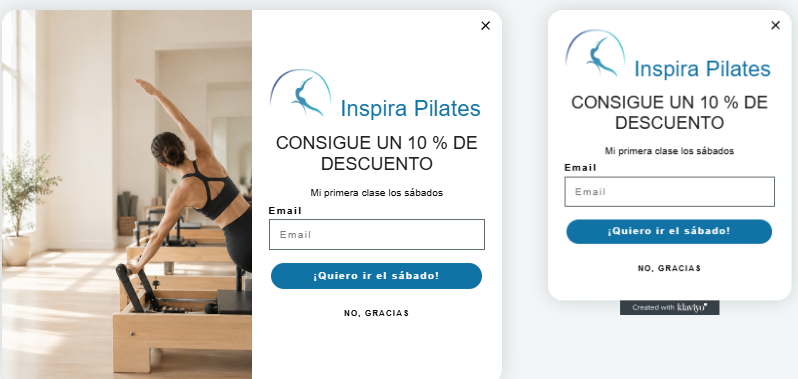 Inspira Pilates
CONSIGUE UN 10 % DE
DESCUENTO
Mi primera clase los sábados
Email
Email
¡Quiero ir el sábado!
NO, GRACIAS
Inspira Pilates
CONSIGUE UN 10 % DE
DESCUENTO
Mi primera clase los sábados
Email
Email
¡Quiero ir el sábado!
NO, GRACIAS
Created with klaviyo